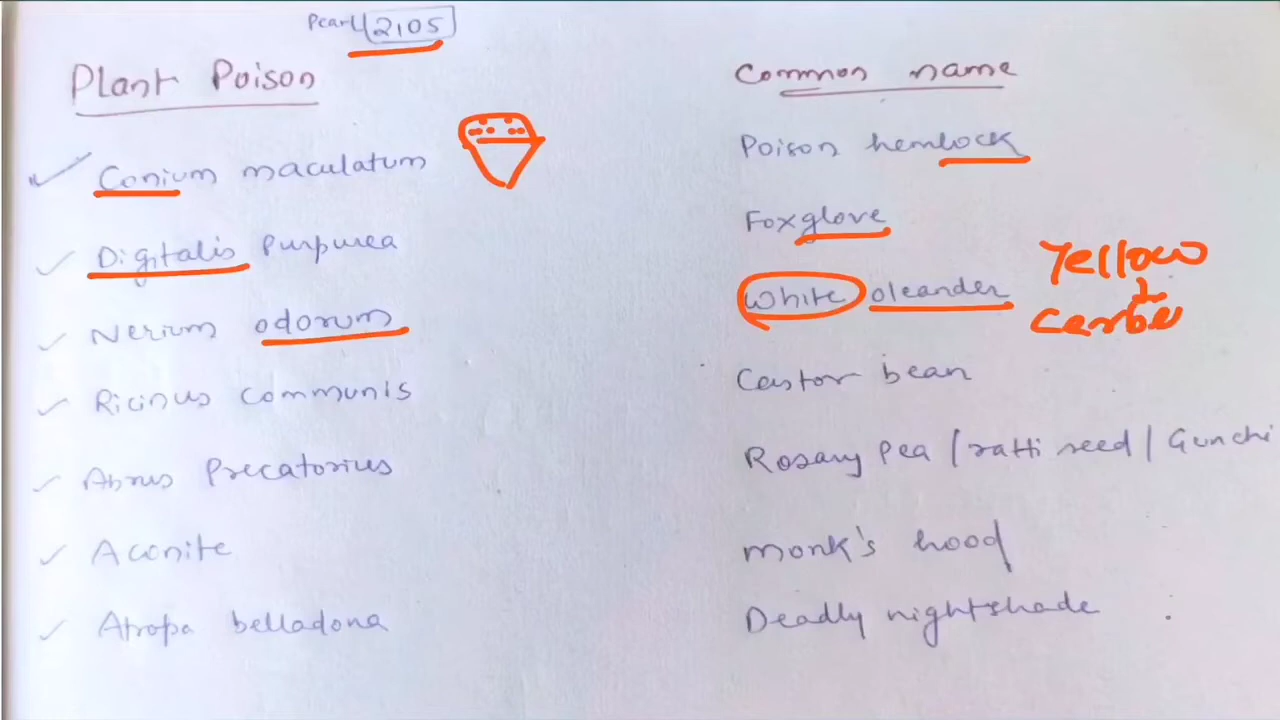 Pearl 2105
Plant Poison
Common name
Conium maculatum
Poison hemlock
Digitalis Purpurea
Foxglove
Nerium odorum
White oleander
Yellow
Ricinus communis
Castor bean
Abrus Precatorius
Rosary Pea / ratti seed / Gunchi
Aconite
Monk's hood
Atropa belladona
Deadly nightshade